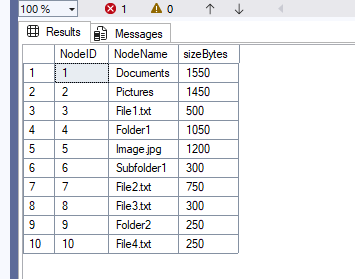 100 % 1 0
Results Messages
NodeID NodeName sizeBytes
1 1 Documents 1550
2 2 Pictures 1450
3 3 File1.txt 500
4 4 Folder1 1050
5 5 Image.jpg 1200
6 6 Subfolder1 300
7 7 File2.txt 750
8 8 File3.txt 300
9 9 Folder2 250
10 10 File4.txt 250